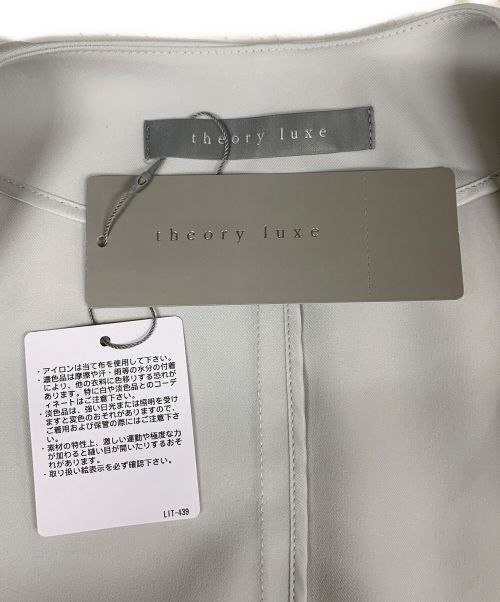 theory luxe
theory luxe
・アイロンは当て布を使用して下さい。
・濃色品は摩擦や汗・雨等の水分の付着
により、他の衣料に色移りする恐れが
あります。特に白や淡色品とのコーデ
ィネートはご注意下さい。
・淡色品は、強い日光または照明を受け
ますと変色のおそれがありますので、
ご着用および保管の際にはご注意下さ
い。
・素材の特性上、激しい運動や極度な力
が加わると縫い目が開いたりするおそ
れがあります。
・取り扱い絵表示を必ず確認下さい。
LIT-439